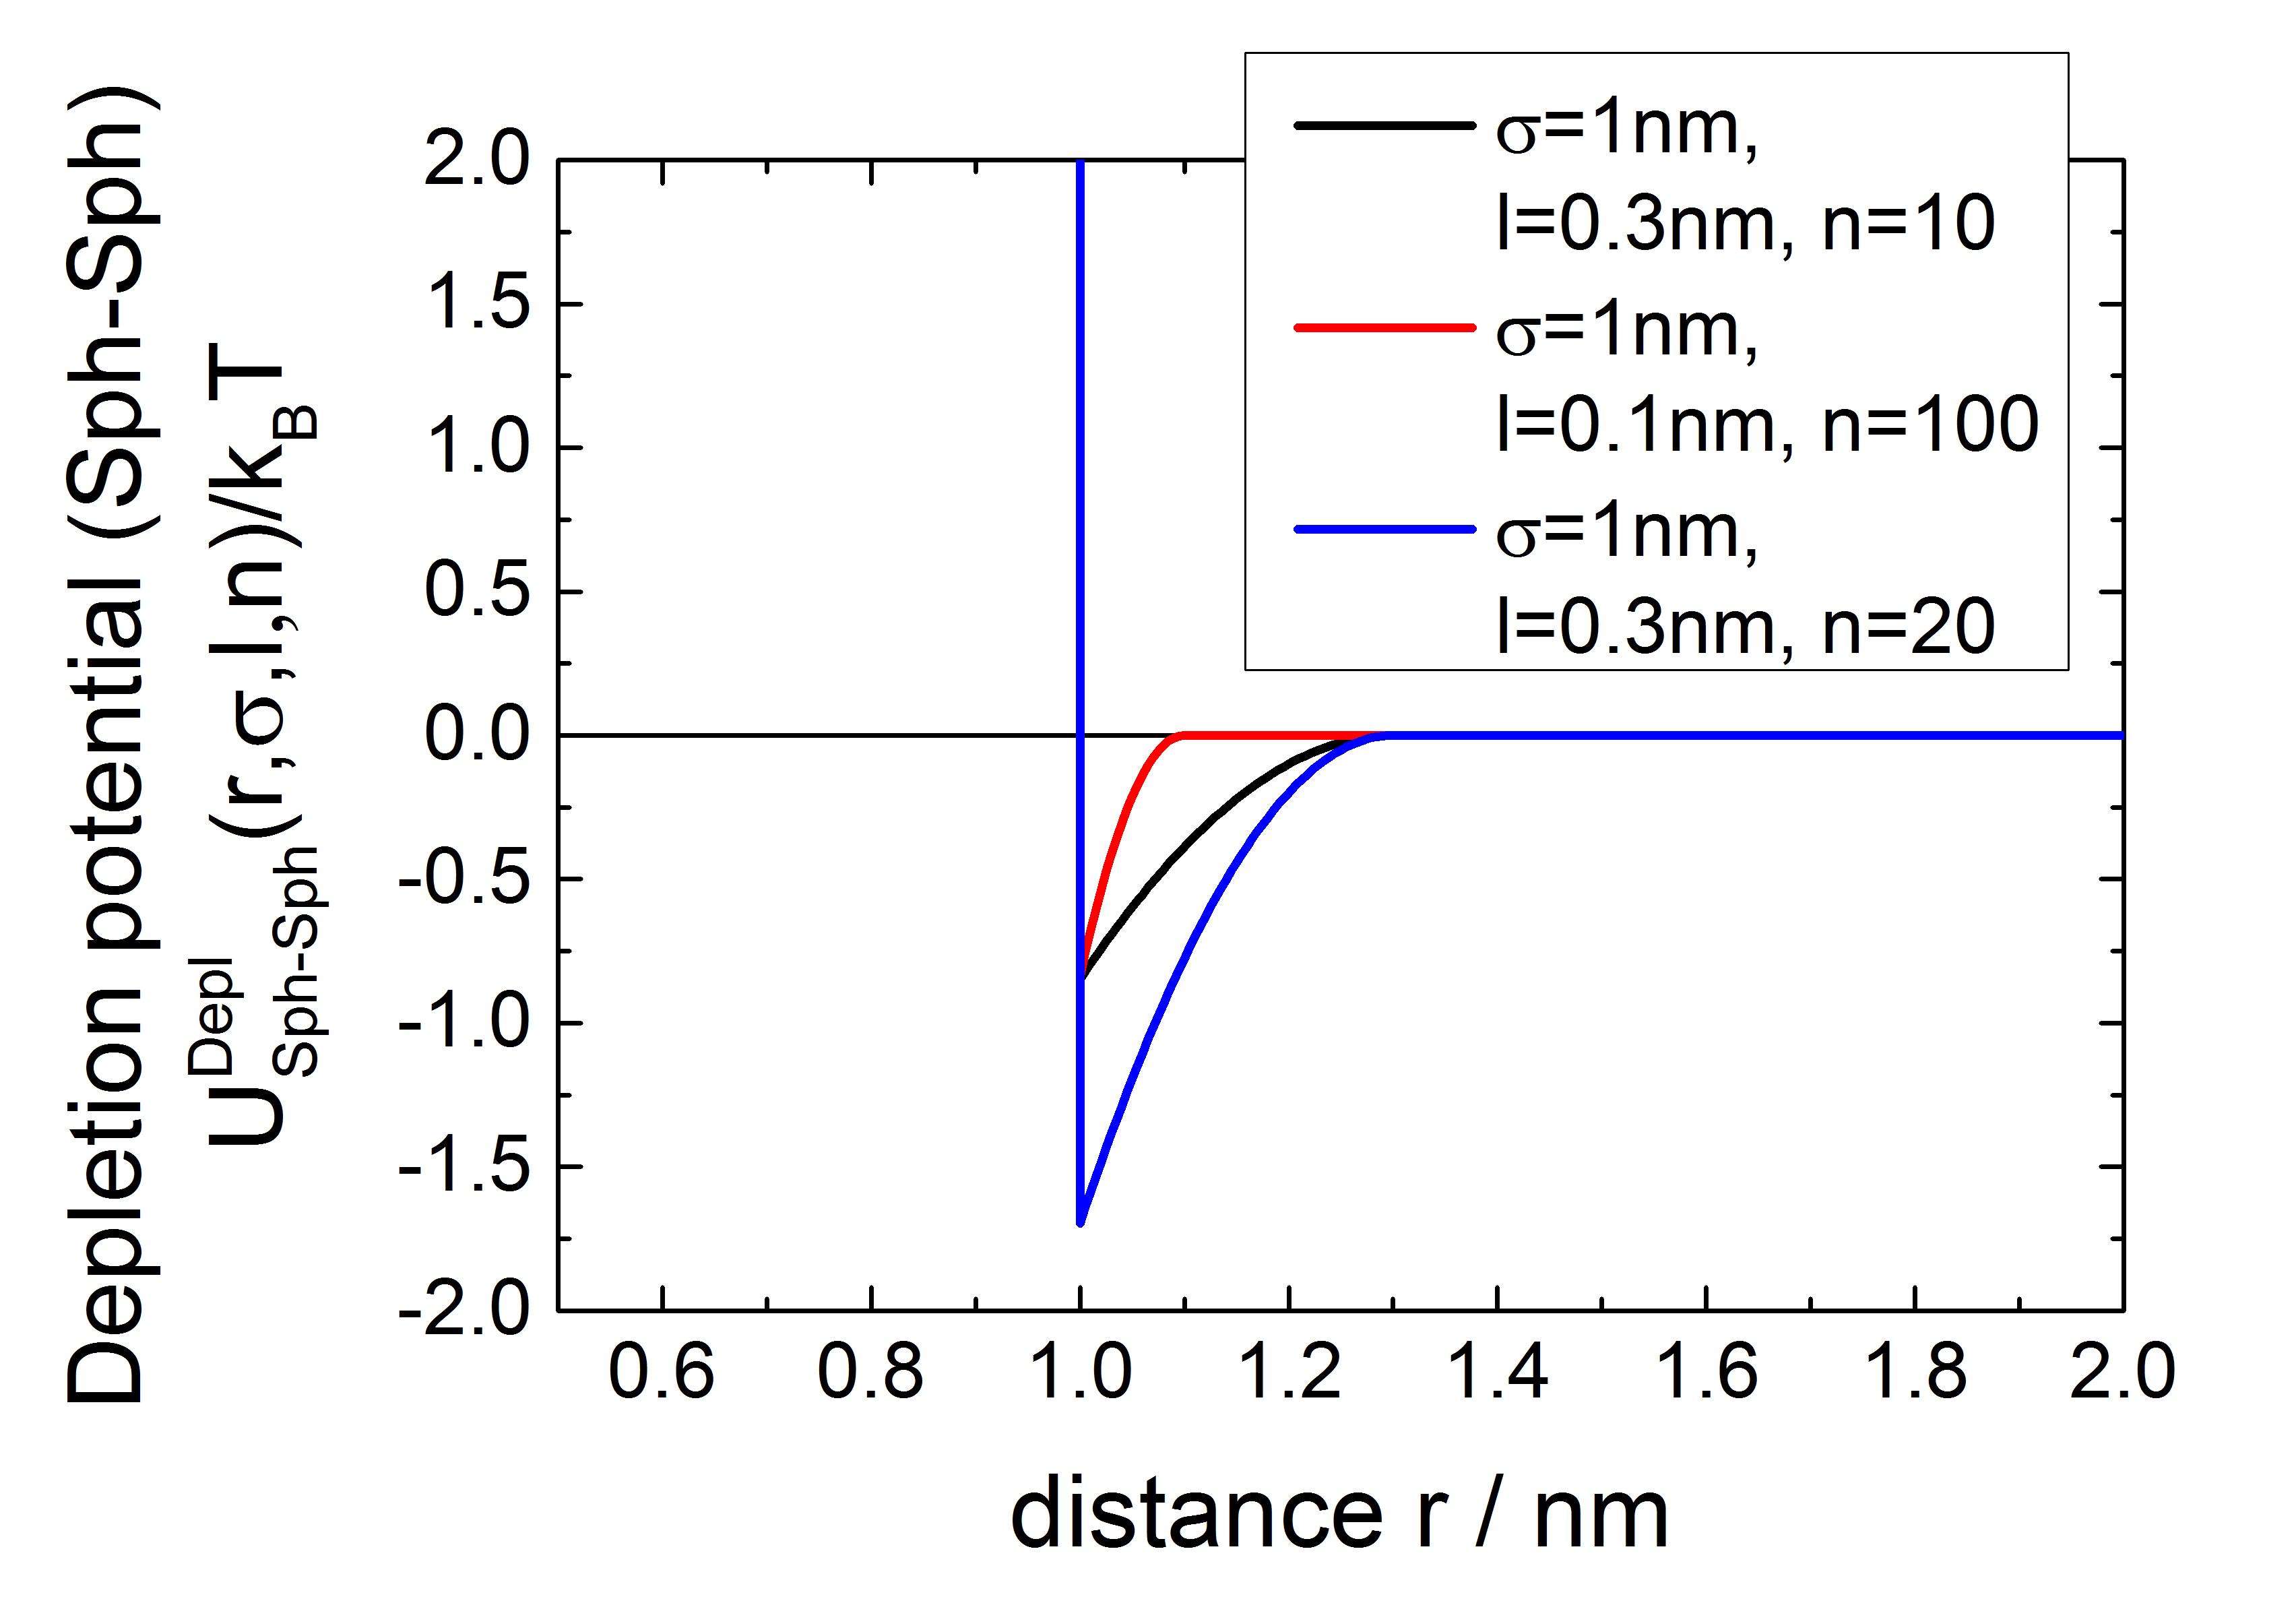 Depletion potential (Sph-Sph)
U^Depl_Sph-Sph(r,σ,l,n)/k_BT
2.0
1.5
1.0
0.5
0.0
-0.5
-1.0
-1.5
-2.0
σ=1nm,
l=0.3nm, n=10
σ=1nm,
l=0.1nm, n=100
σ=1nm,
l=0.3nm, n=20
0.6 0.8 1.0 1.2 1.4 1.6 1.8 2.0
distance r / nm